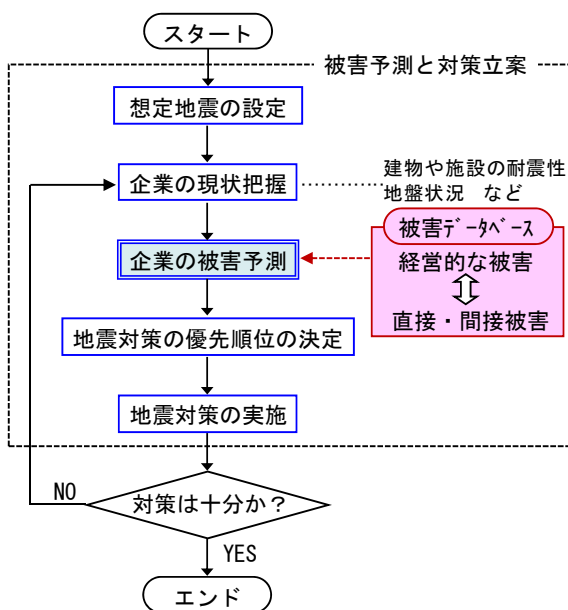 スタート
被害予測と対策立案
想定地震の設定
企業の現状把握
建物や施設の耐震性
地盤状況　など
被害ﾃﾞｰﾀﾍﾞｰｽ
企業の被害予測
経営的な被害
直接・間接被害
地震対策の優先順位の決定
地震対策の実施
対策は十分か？
NO
YES
エンド